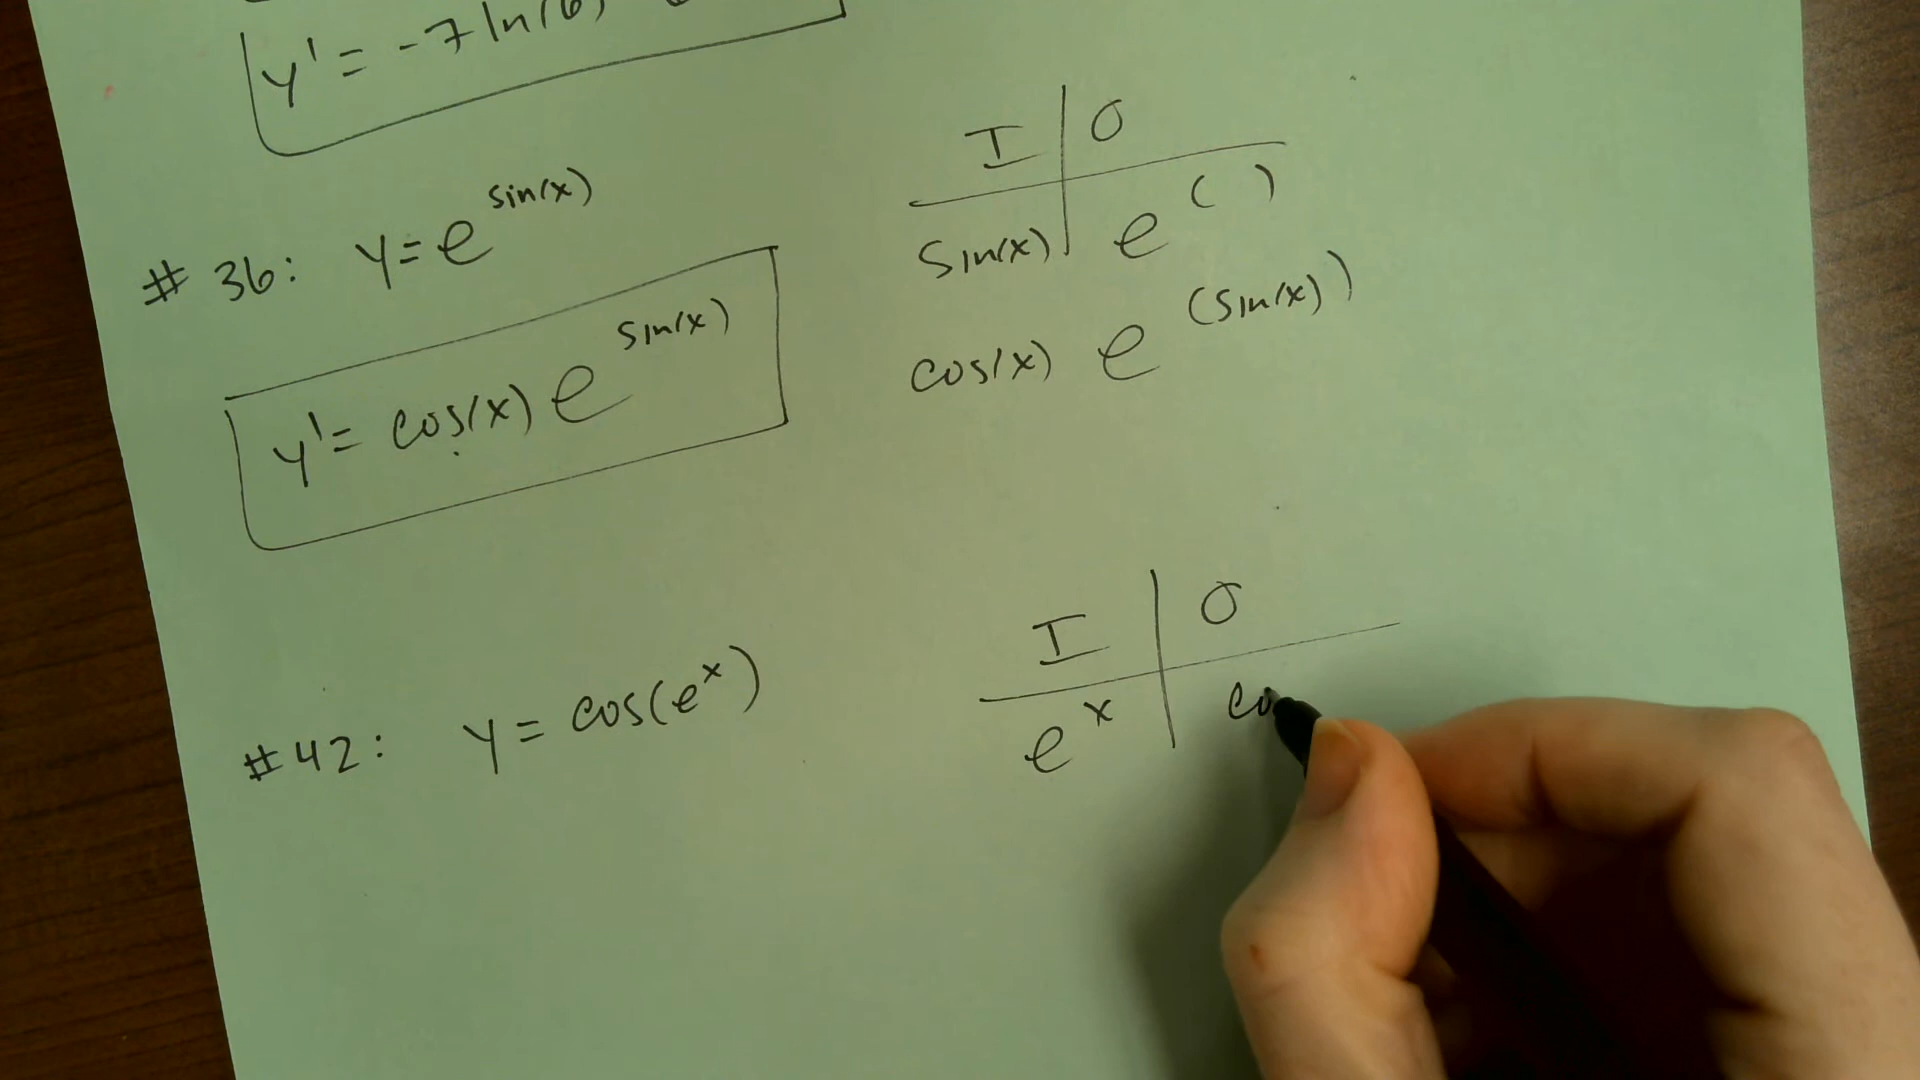 y' = -7 ln(6)
# 36: y = e^sin(x)
I | O
sin(x) | e^( )
cos(x) e^(sin(x))
y' = cos(x) e^sin(x)
#42: y = cos(e^x)
I | O
e^x | co